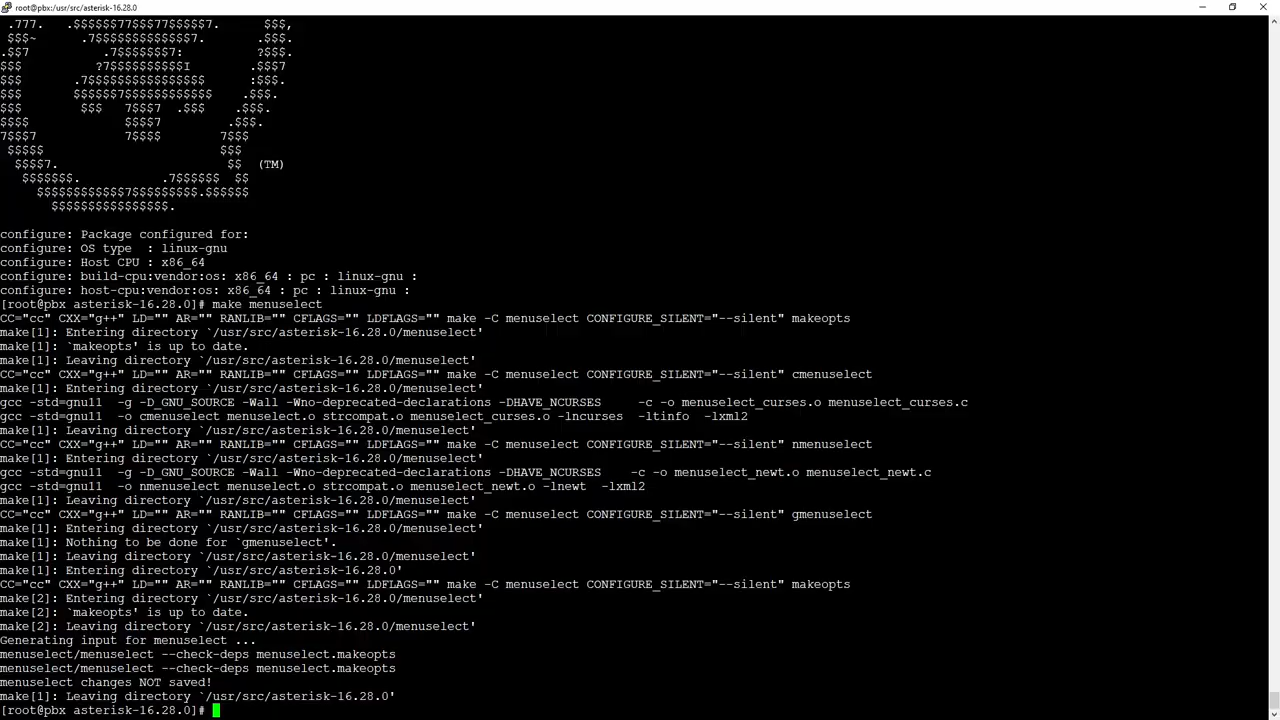 root@pbx:/usr/src/asterisk-16.28.0
.777.   .$$$$$$77$$$77$$$$$7.      $$$,
$$$~      .7$$$$$$$$$$$$$7.       .$$$.
.$$7          .7$$$$$$$7:          ?$$$.
$$$          ?7$$$$$$$$$$I        .$$$7
$$$       .7$$$$$$$$$$$$$$$$      :$$$.
$$$       $$$$$$7$$$$$$$$$$$$    .$$$.
$$$        $$$   7$$$7  .$$$    .$$$.
$$$$             $$$$7         .$$$.
7$$$7            7$$$$        7$$$
$$$$$                        $$$
$$$$7.                       $$  (TM)
$$$$$$$.           .7$$$$$$  $$
$$$$$$$$$$$$7$$$$$$$$$.$$$$$$
$$$$$$$$$$$$$$$$.
configure: Package configured for:
configure: OS type  : linux-gnu
configure: Host CPU : x86_64
configure: build-cpu:vendor:os: x86_64 : pc : linux-gnu :
configure: host-cpu:vendor:os: x86_64 : pc : linux-gnu :
[root@pbx asterisk-16.28.0]# make menuselect
CC="cc" CXX="g++" LD="" AR="" RANLIB="" CFLAGS="" LDFLAGS="" make -C menuselect CONFIGURE_SILENT="--silent" makeopts
make[1]: Entering directory `/usr/src/asterisk-16.28.0/menuselect'
make[1]: `makeopts' is up to date.
make[1]: Leaving directory `/usr/src/asterisk-16.28.0/menuselect'
CC="cc" CXX="g++" LD="" AR="" RANLIB="" CFLAGS="" LDFLAGS="" make -C menuselect CONFIGURE_SILENT="--silent" cmenuselect
make[1]: Entering directory `/usr/src/asterisk-16.28.0/menuselect'
gcc -std=gnu11  -g -D_GNU_SOURCE -Wall -Wno-deprecated-declarations -DHAVE_NCURSES     -c -o menuselect_curses.o menuselect_curses.c
gcc -std=gnu11  -o cmenuselect menuselect.o strcompat.o menuselect_curses.o -lncurses  -ltinfo  -lxml2
make[1]: Leaving directory `/usr/src/asterisk-16.28.0/menuselect'
CC="cc" CXX="g++" LD="" AR="" RANLIB="" CFLAGS="" LDFLAGS="" make -C menuselect CONFIGURE_SILENT="--silent" nmenuselect
make[1]: Entering directory `/usr/src/asterisk-16.28.0/menuselect'
gcc -std=gnu11  -g -D_GNU_SOURCE -Wall -Wno-deprecated-declarations -DHAVE_NCURSES     -c -o menuselect_newt.o menuselect_newt.c
gcc -std=gnu11  -o nmenuselect menuselect.o strcompat.o menuselect_newt.o -lnewt  -lxml2
make[1]: Leaving directory `/usr/src/asterisk-16.28.0/menuselect'
CC="cc" CXX="g++" LD="" AR="" RANLIB="" CFLAGS="" LDFLAGS="" make -C menuselect CONFIGURE_SILENT="--silent" gmenuselect
make[1]: Entering directory `/usr/src/asterisk-16.28.0/menuselect'
make[1]: Nothing to be done for `gmenuselect'.
make[1]: Leaving directory `/usr/src/asterisk-16.28.0/menuselect'
make[1]: Entering directory `/usr/src/asterisk-16.28.0'
CC="cc" CXX="g++" LD="" AR="" RANLIB="" CFLAGS="" LDFLAGS="" make -C menuselect CONFIGURE_SILENT="--silent" makeopts
make[2]: Entering directory `/usr/src/asterisk-16.28.0/menuselect'
make[2]: `makeopts' is up to date.
make[2]: Leaving directory `/usr/src/asterisk-16.28.0/menuselect'
Generating input for menuselect ...
menuselect/menuselect --check-deps menuselect.makeopts
menuselect/menuselect --check-deps menuselect.makeopts
menuselect changes NOT saved!
make[1]: Leaving directory `/usr/src/asterisk-16.28.0'
[root@pbx asterisk-16.28.0]#